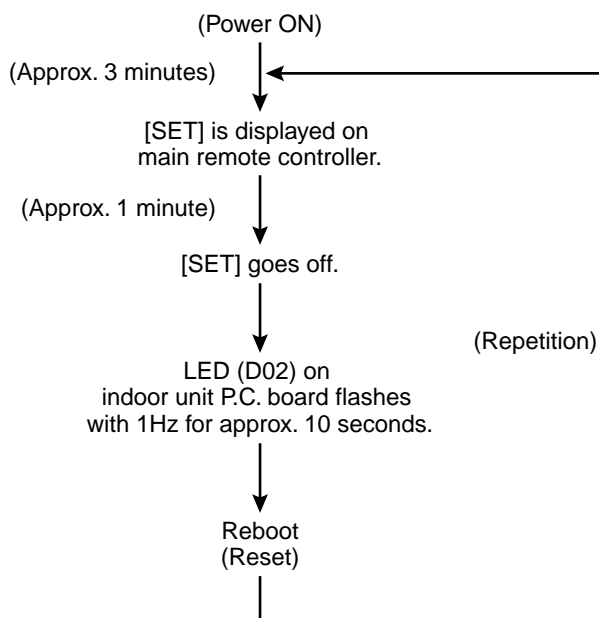 (Power ON)
(Approx. 3 minutes)
[SET] is displayed on
main remote controller.
(Approx. 1 minute)
[SET] goes off.
(Repetition)
LED (D02) on
indoor unit P.C. board flashes
with 1Hz for approx. 10 seconds.
Reboot
(Reset)